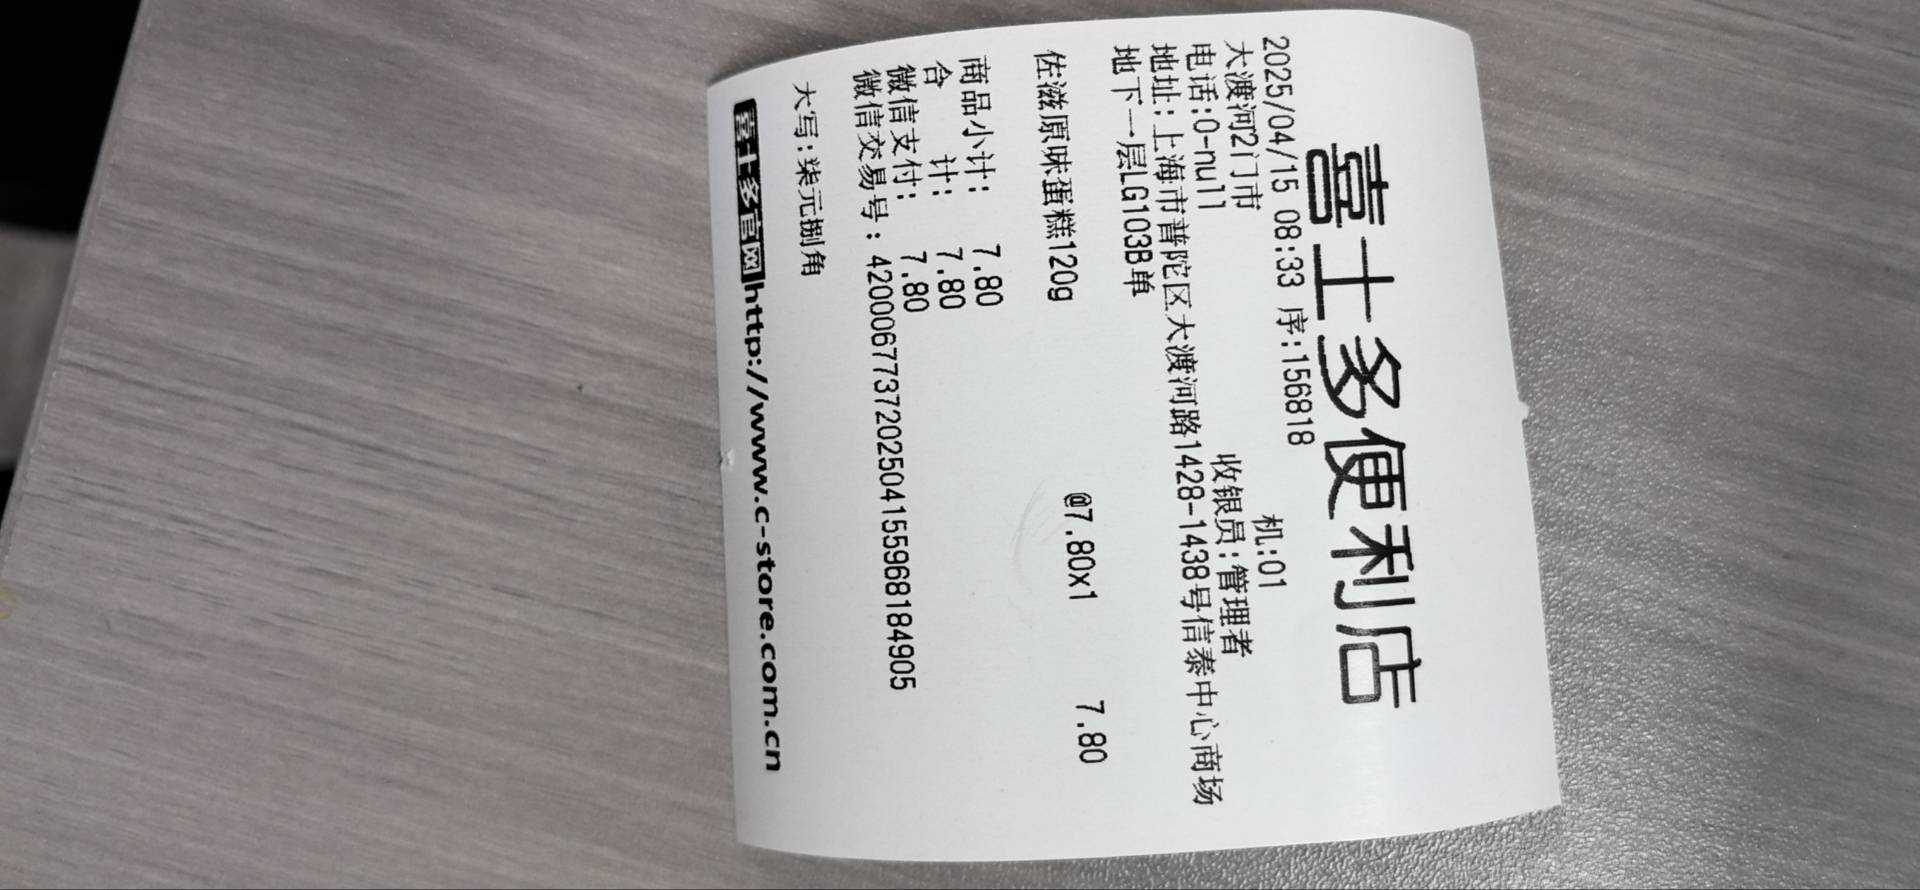 喜士多便利店
2025/04/15 08:33 序:156818
大渡河2门市 机:01
电话:0-null 收银员:管理者
地址:上海市普陀区大渡河路1428-1438号信泰中心商场
地下一层LG103B单
佐滋原味蛋糕120g
@7.80x1 7.80
商品小计: 7.80
合 计: 7.80
微信支付: 7.80
微信交易号: 4200067737202504155968184905
大写:柒元捌角
喜士多官网http://www.c-store.com.cn